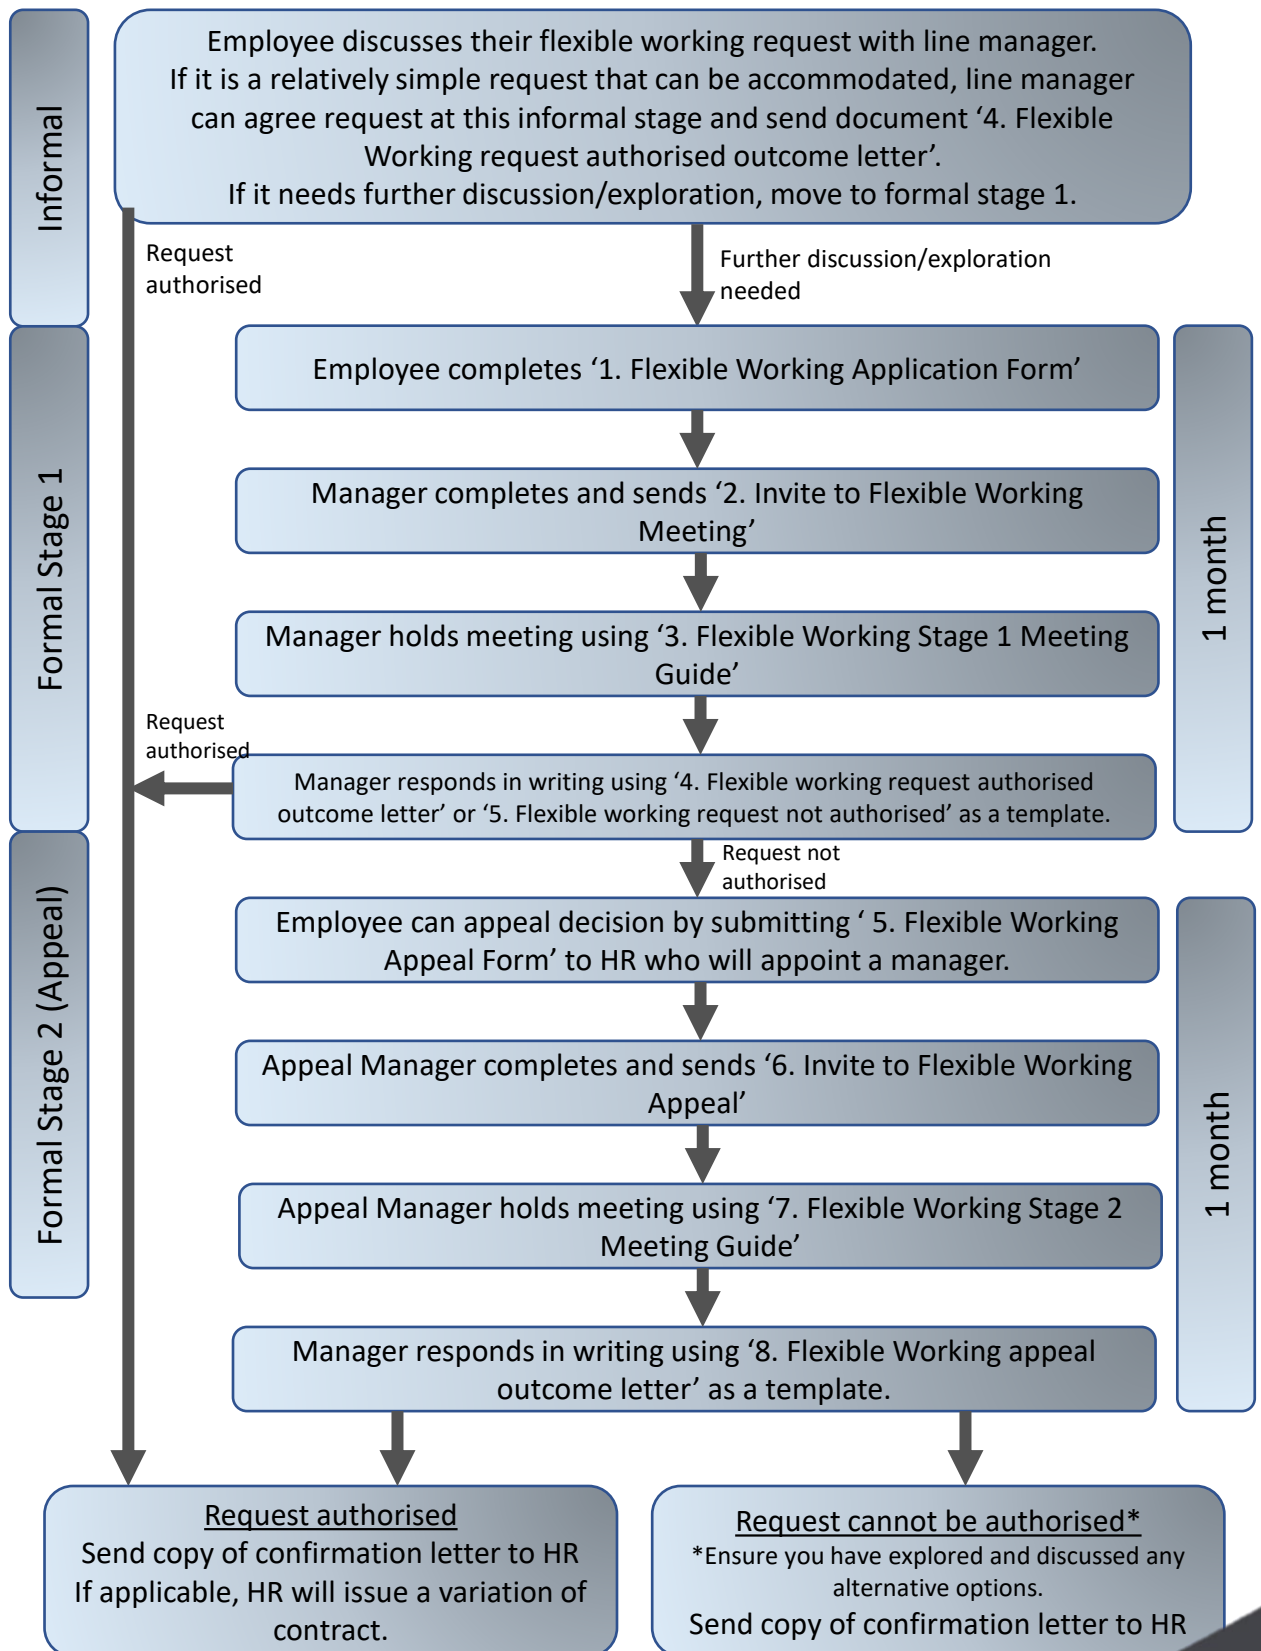 Informal
Employee discusses their flexible working request with line manager.
If it is a relatively simple request that can be accommodated, line manager
can agree request at this informal stage and send document ‘4. Flexible
Working request authorised outcome letter’.
If it needs further discussion/exploration, move to formal stage 1.
Request
authorised
Further discussion/exploration
needed
Formal Stage 1
1 month
Employee completes ‘1. Flexible Working Application Form’
Manager completes and sends ‘2. Invite to Flexible Working
Meeting’
Manager holds meeting using ‘3. Flexible Working Stage 1 Meeting
Guide’
Request
authorised
Manager responds in writing using ‘4. Flexible working request authorised
outcome letter’ or ‘5. Flexible working request not authorised’ as a template.
Request not
authorised
Formal Stage 2 (Appeal)
1 month
Employee can appeal decision by submitting ‘ 5. Flexible Working
Appeal Form’ to HR who will appoint a manager.
Appeal Manager completes and sends ‘6. Invite to Flexible Working
Appeal’
Appeal Manager holds meeting using ‘7. Flexible Working Stage 2
Meeting Guide’
Manager responds in writing using ‘8. Flexible Working appeal
outcome letter’ as a template.
Request authorised
Send copy of confirmation letter to HR
If applicable, HR will issue a variation of
contract.
Request cannot be authorised*
*Ensure you have explored and discussed any
alternative options.
Send copy of confirmation letter to HR